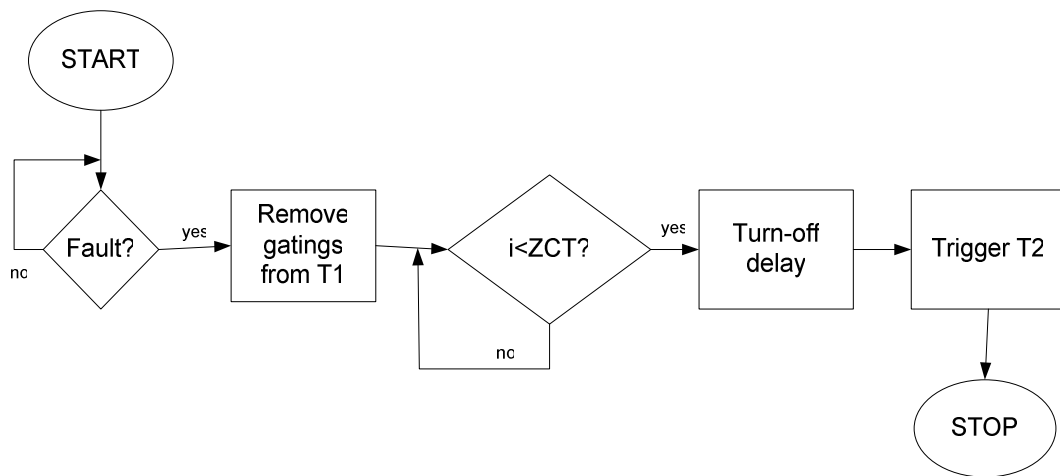 START
Fault?
no
yes
Remove
gatings
from T1
i<ZCT?
no
yes
Turn-off
delay
Trigger T2
STOP